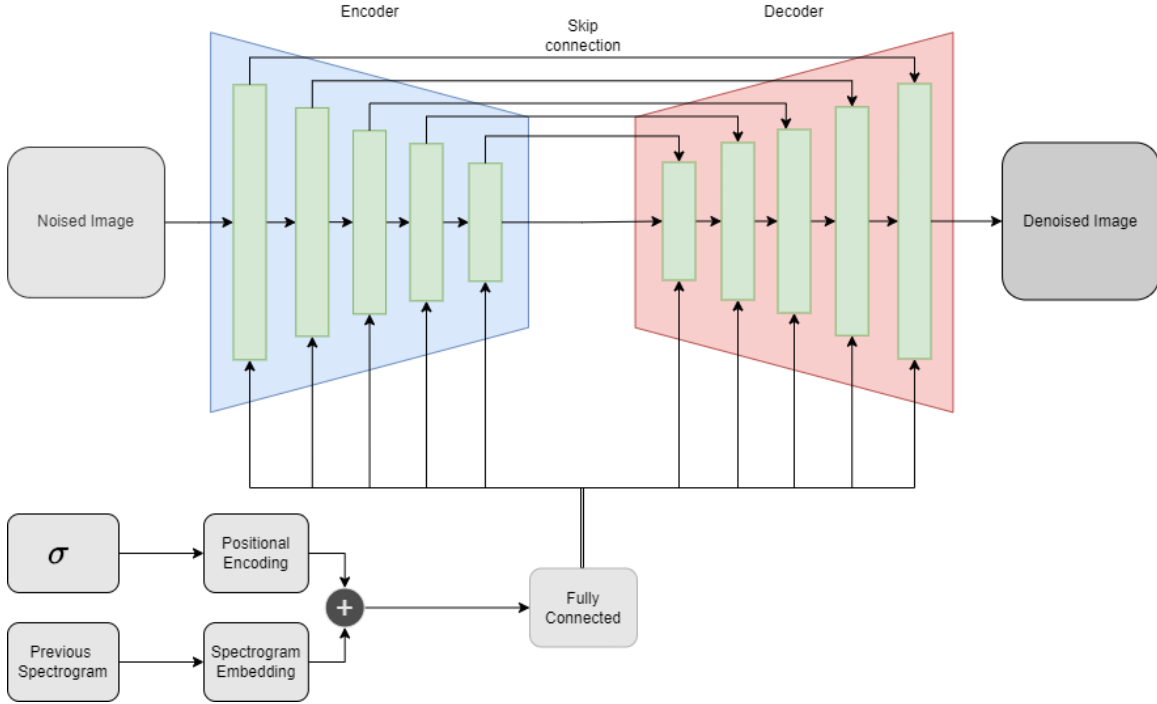 Encoder
Decoder
Skip
connection
Noised Image
Denoised Image
σ
Positional
Encoding
+
Fully
Connected
Previous
Spectrogram
Spectrogram
Embedding